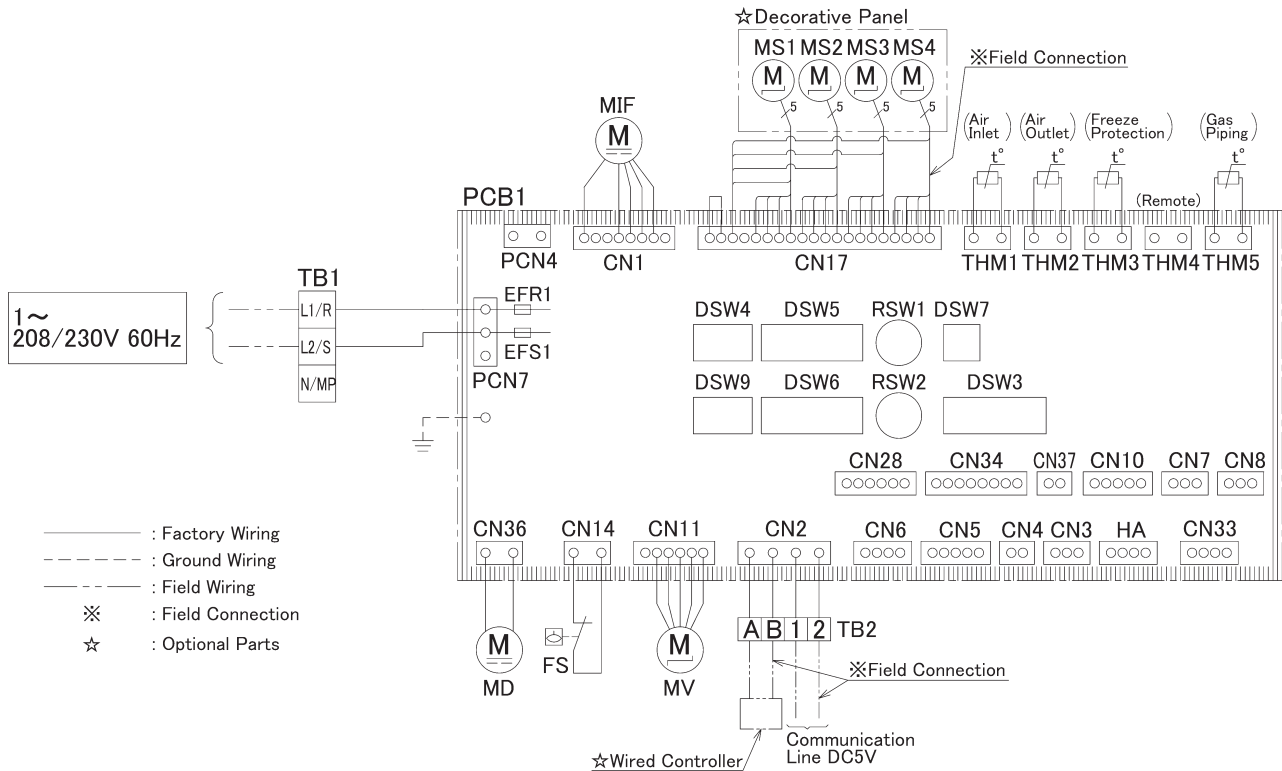 ☆Decorative Panel
MS1 MS2 MS3 MS4
M M M M
5 5 5 5
※Field Connection
MIF
M
(Air Inlet) (Air Outlet) (Freeze Protection) (Gas Piping)
t° t° t° t°
(Remote)
PCB1
PCN4 CN1 CN17 THM1 THM2 THM3 THM4 THM5
TB1
L1/R
L2/S
N/MP
1～
208/230V 60Hz
EFR1
EFS1
PCN7
DSW4 DSW5 RSW1 DSW7
DSW9 DSW6 RSW2 DSW3
CN28 CN34 CN37 CN10 CN7 CN8
CN36 CN14 CN11 CN2 CN6 CN5 CN4 CN3 HA CN33
: Factory Wiring
: Ground Wiring
: Field Wiring
※ : Field Connection
☆ : Optional Parts
M
MD
FS
M
MV
A B 1 2 TB2
※Field Connection
Communication
Line DC5V
☆Wired Controller